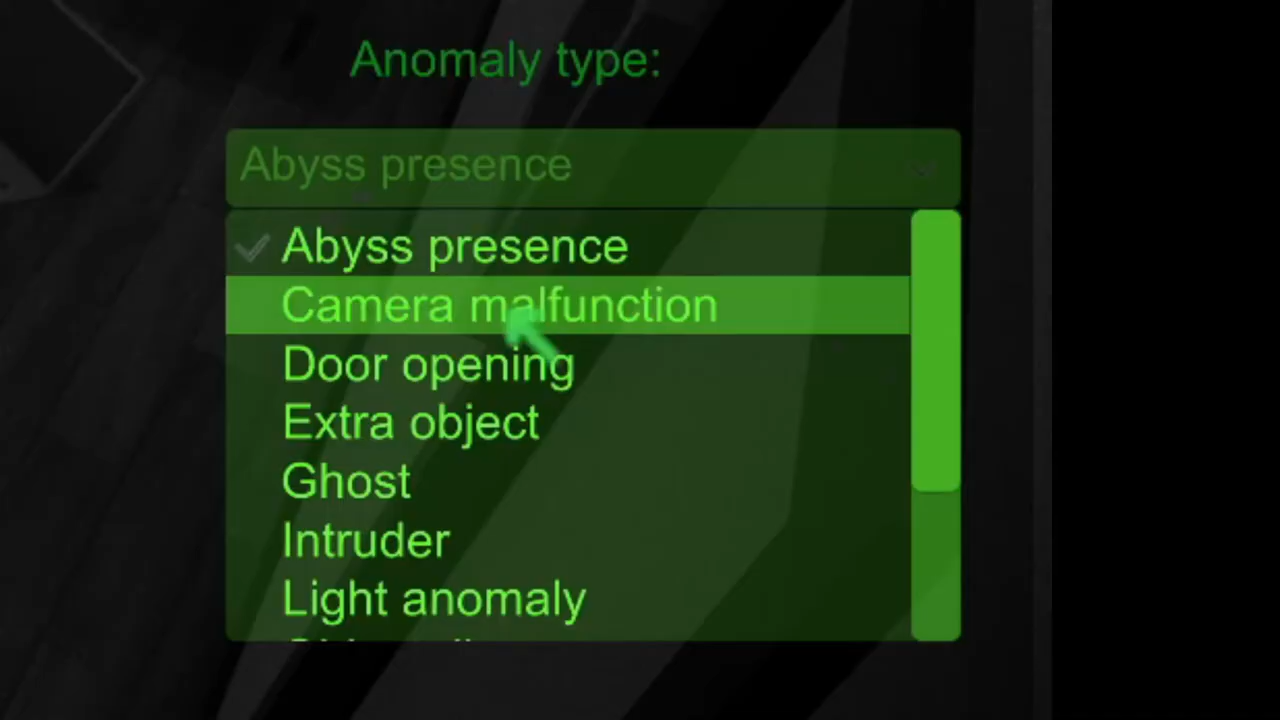 Anomaly type:
Abyss presence
Abyss presence
Camera malfunction
Door opening
Extra object
Ghost
Intruder
Light anomaly